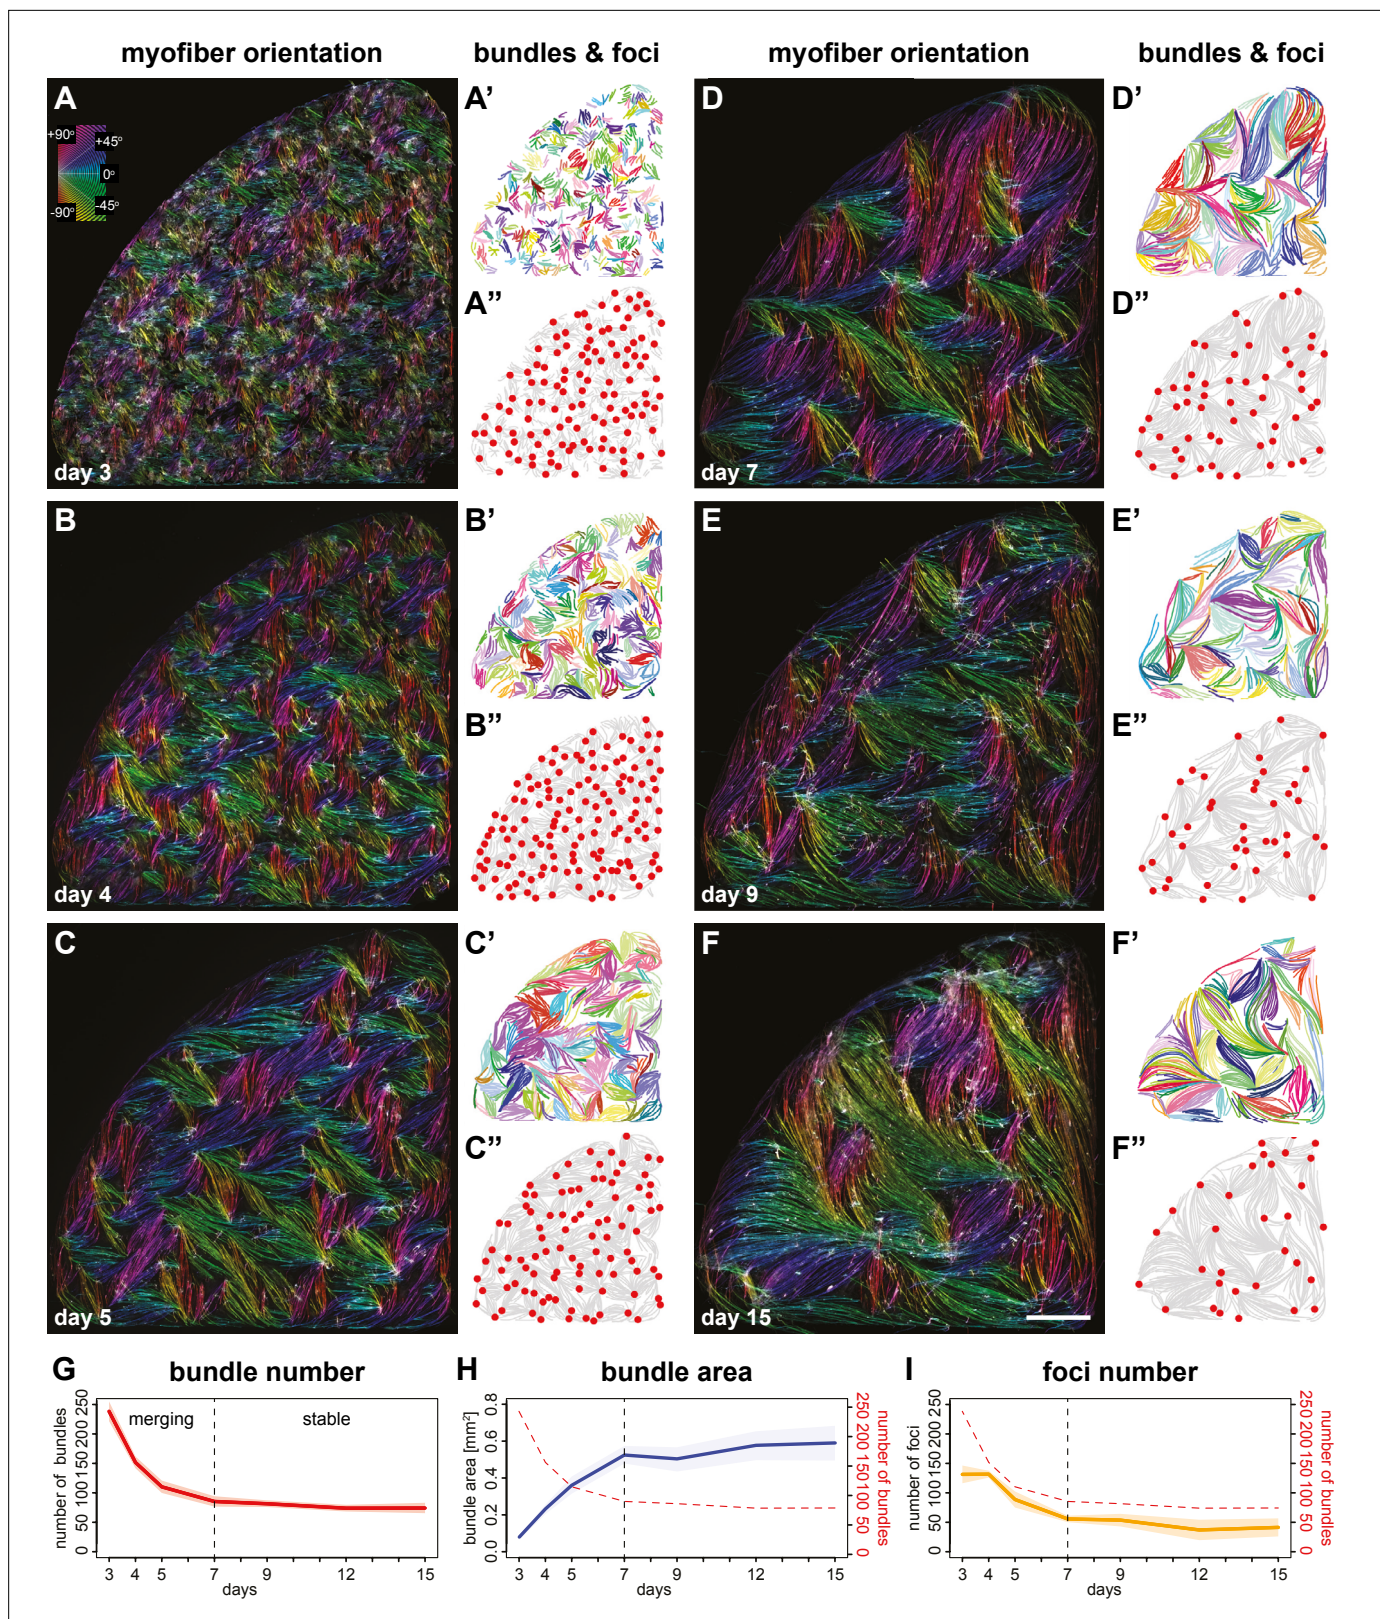 myofiber orientation
bundles & foci
myofiber orientation
bundles & foci
A
+90°
+45°
0°
-45°
-90°
day 3
A’
A’’
D
day 7
D’
D’’
B
day 4
B’
B’’
E
day 9
E’
E’’
C
day 5
C’
C’’
F
day 15
F’
F’’
G
bundle number
number of bundles
250
200
150
100
50
0
merging
stable
3 4 5 7 9 12 15
days
H
bundle area
bundle area [mm²]
0.8
0.6
0.4
0.2
0.0
3 4 5 7 9 12 15
days
250
200
150
100
50
0
number of bundles
I
foci number
number of foci
250
200
150
100
50
0
3 4 5 7 9 12 15
days
250
200
150
100
50
0
number of bundles